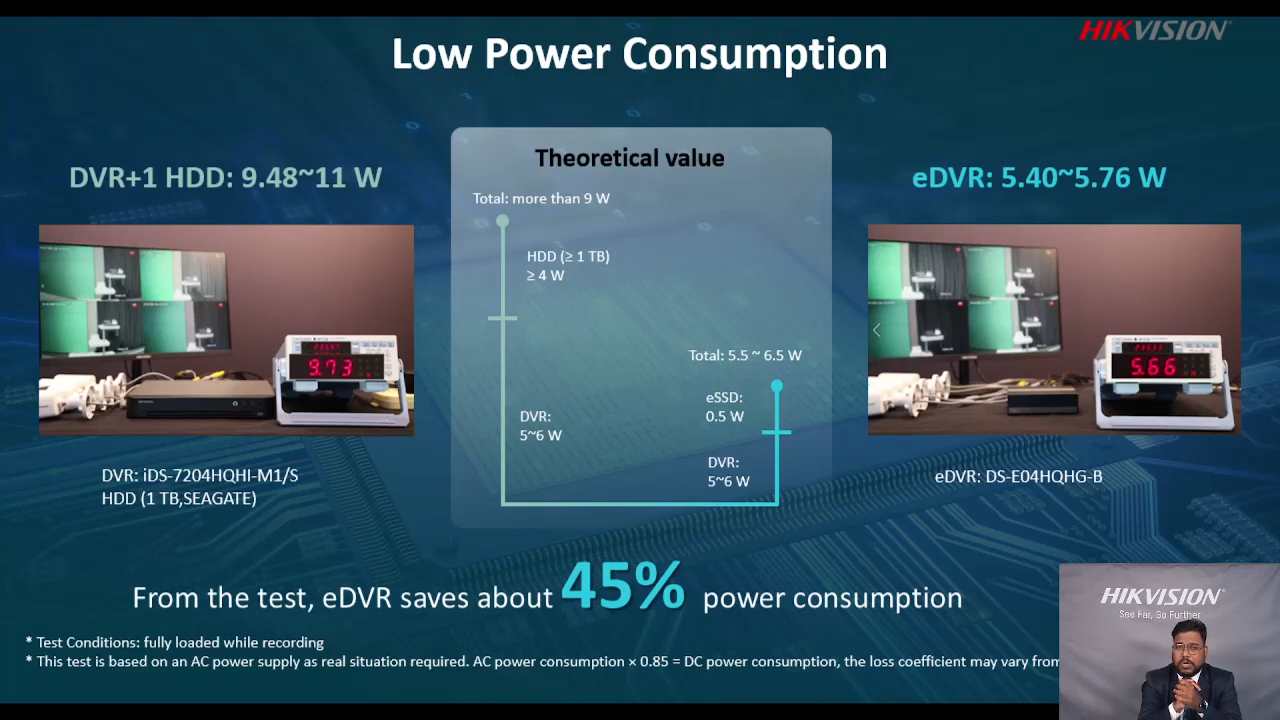 HIKVISION
Low Power Consumption
DVR+1 HDD: 9.48~11 W
Theoretical value
eDVR: 5.40~5.76 W
Total: more than 9 W
HDD (≥ 1 TB)
≥ 4 W
DVR:
5~6 W
Total: 5.5 ~ 6.5 W
eSSD:
0.5 W
DVR:
5~6 W
9.73
5.66
DVR: iDS-7204HQHI-M1/S
HDD (1 TB,SEAGATE)
eDVR: DS-E04HQHG-B
From the test, eDVR saves about 45% power consumption
* Test Conditions: fully loaded while recording
* This test is based on an AC power supply as real situation required. AC power consumption × 0.85 = DC power consumption, the loss coefficient may vary from
HIKVISION
See Far, Go Further